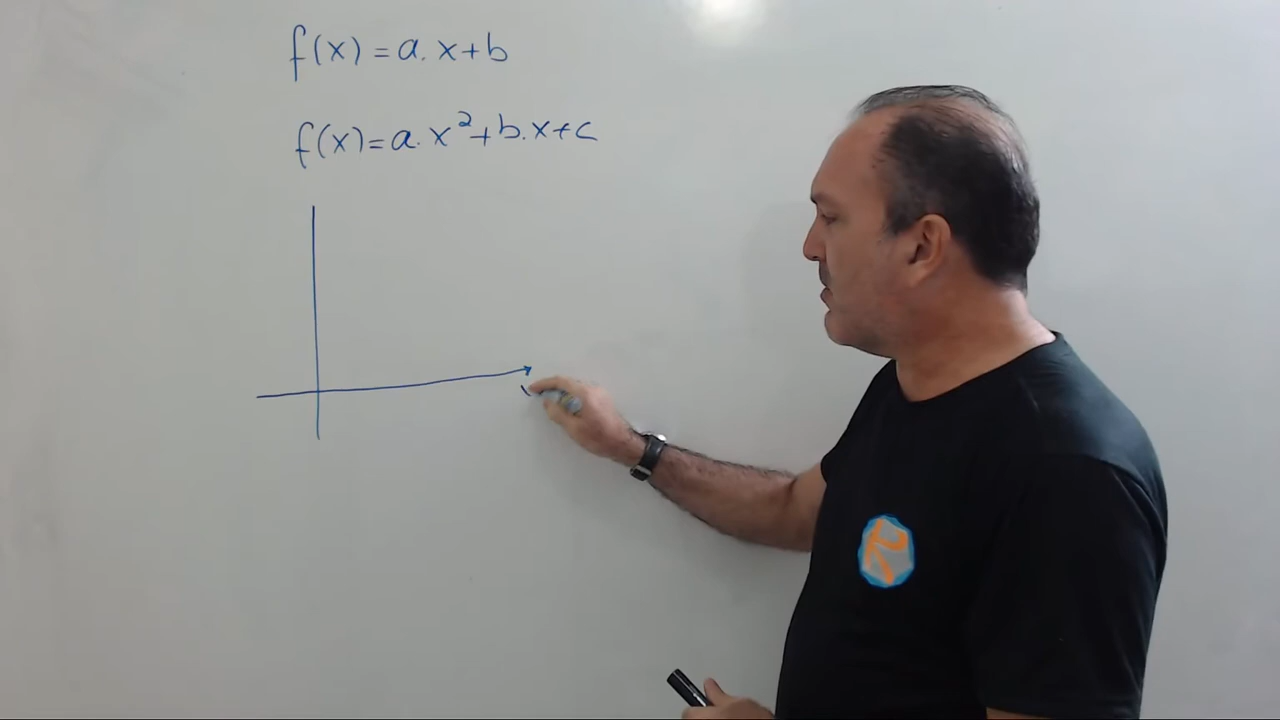 f(x) = a. x + b
f(x) = a. x² + b. x + c
R